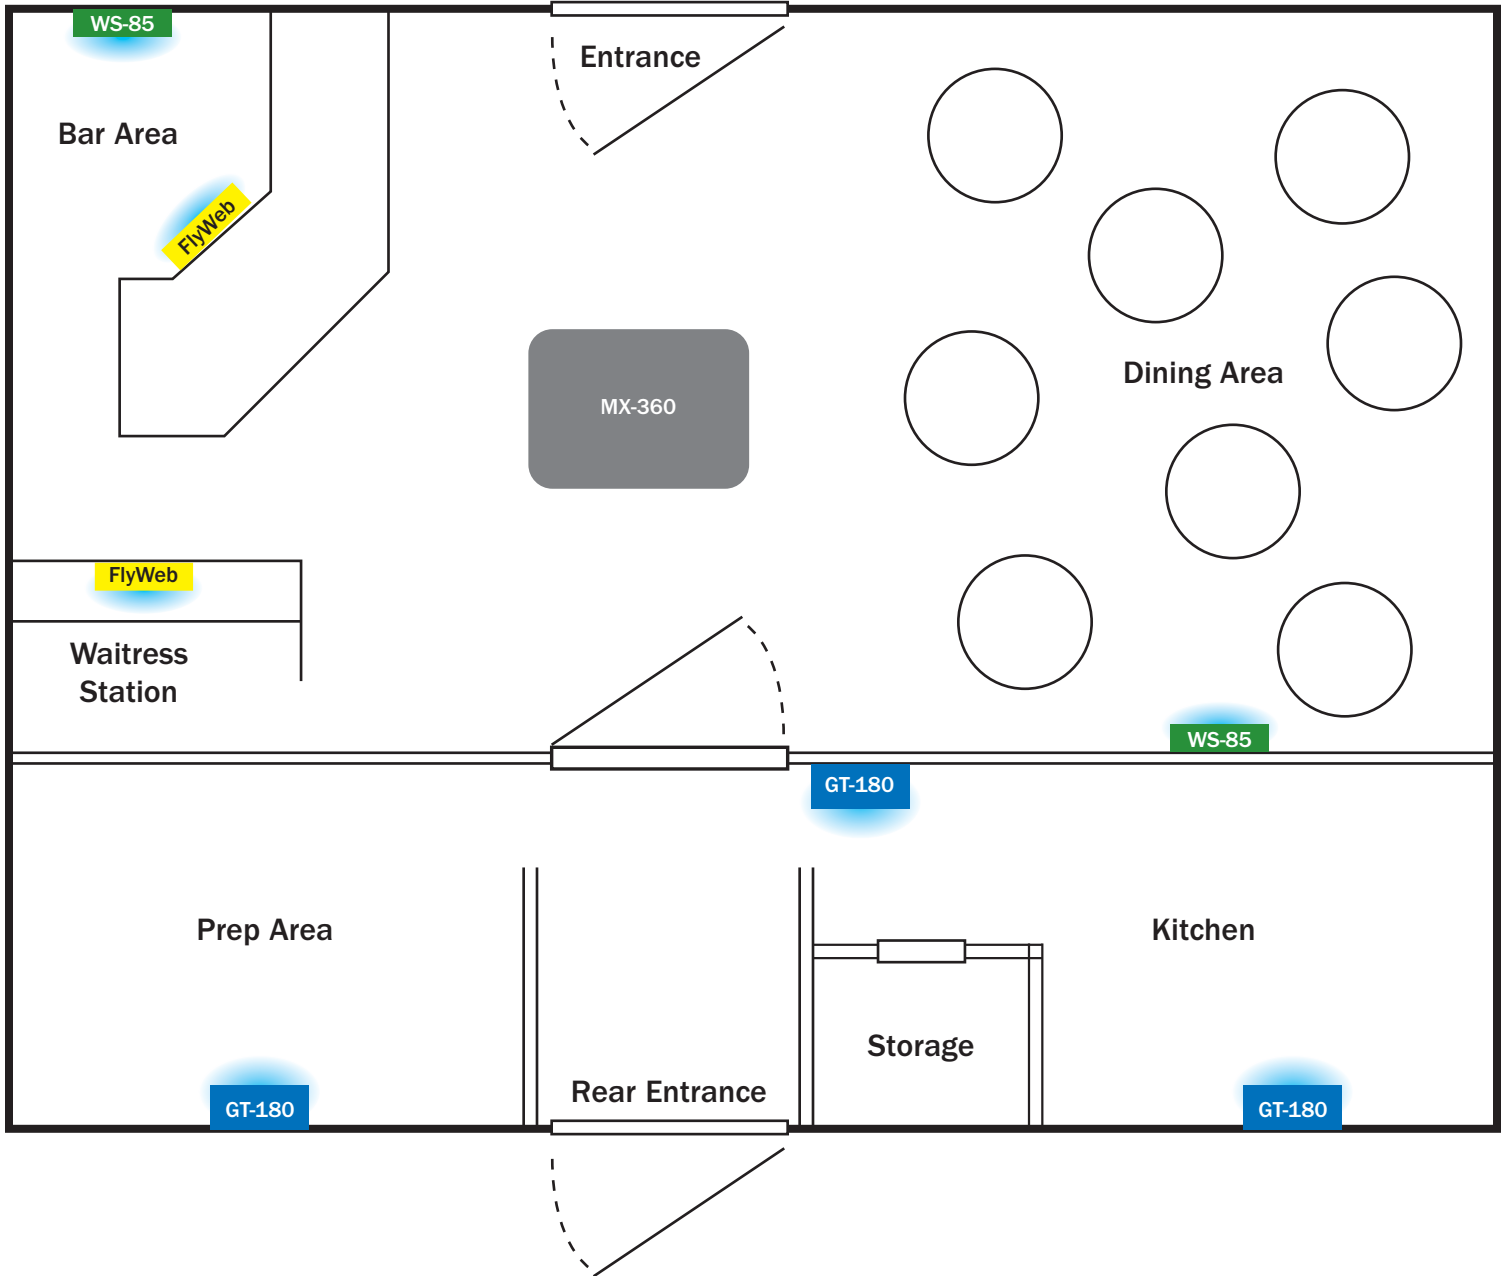 WS-85
Entrance
Bar Area
FlyWeb
Dining Area
MX-360
FlyWeb
Waitress
Station
WS-85
GT-180
Prep Area
Kitchen
Storage
Rear Entrance
GT-180
GT-180